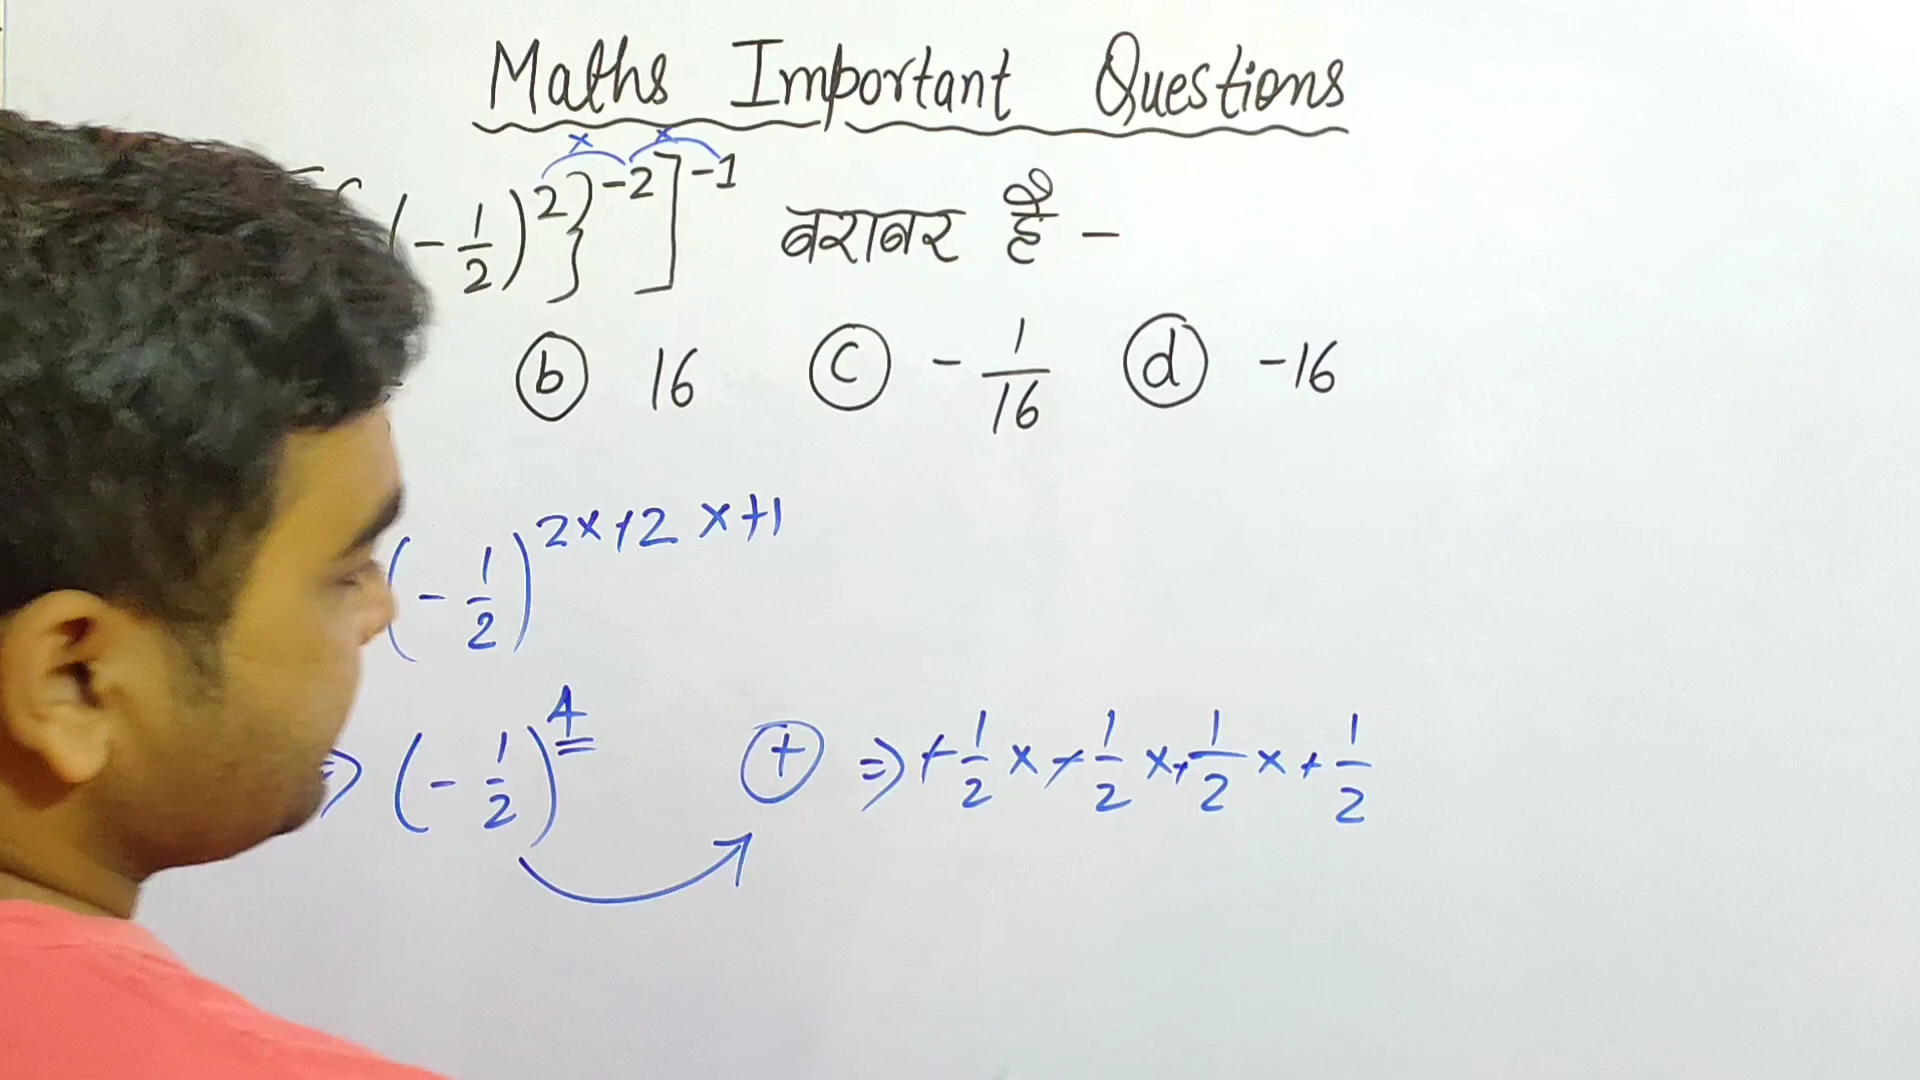 Maths Important Questions
x x
(-1/2)^2}^-2]^-1 बराबर है -
(b) 16 (c) -1/16 (d) -16
(-1/2)^2x+2 x+1
⇒ (-1/2)^4 (+) ⇒ +1/2 x +1/2 x +1/2 x +1/2